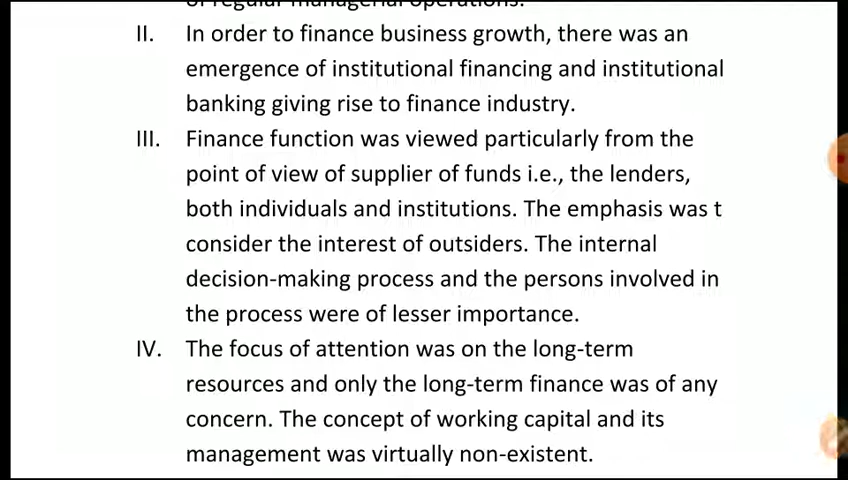 of regular managerial operations.
II. In order to finance business growth, there was an
emergence of institutional financing and institutional
banking giving rise to finance industry.
III. Finance function was viewed particularly from the
point of view of supplier of funds i.e., the lenders,
both individuals and institutions. The emphasis was t
consider the interest of outsiders. The internal
decision-making process and the persons involved in
the process were of lesser importance.
IV. The focus of attention was on the long-term
resources and only the long-term finance was of any
concern. The concept of working capital and its
management was virtually non-existent.